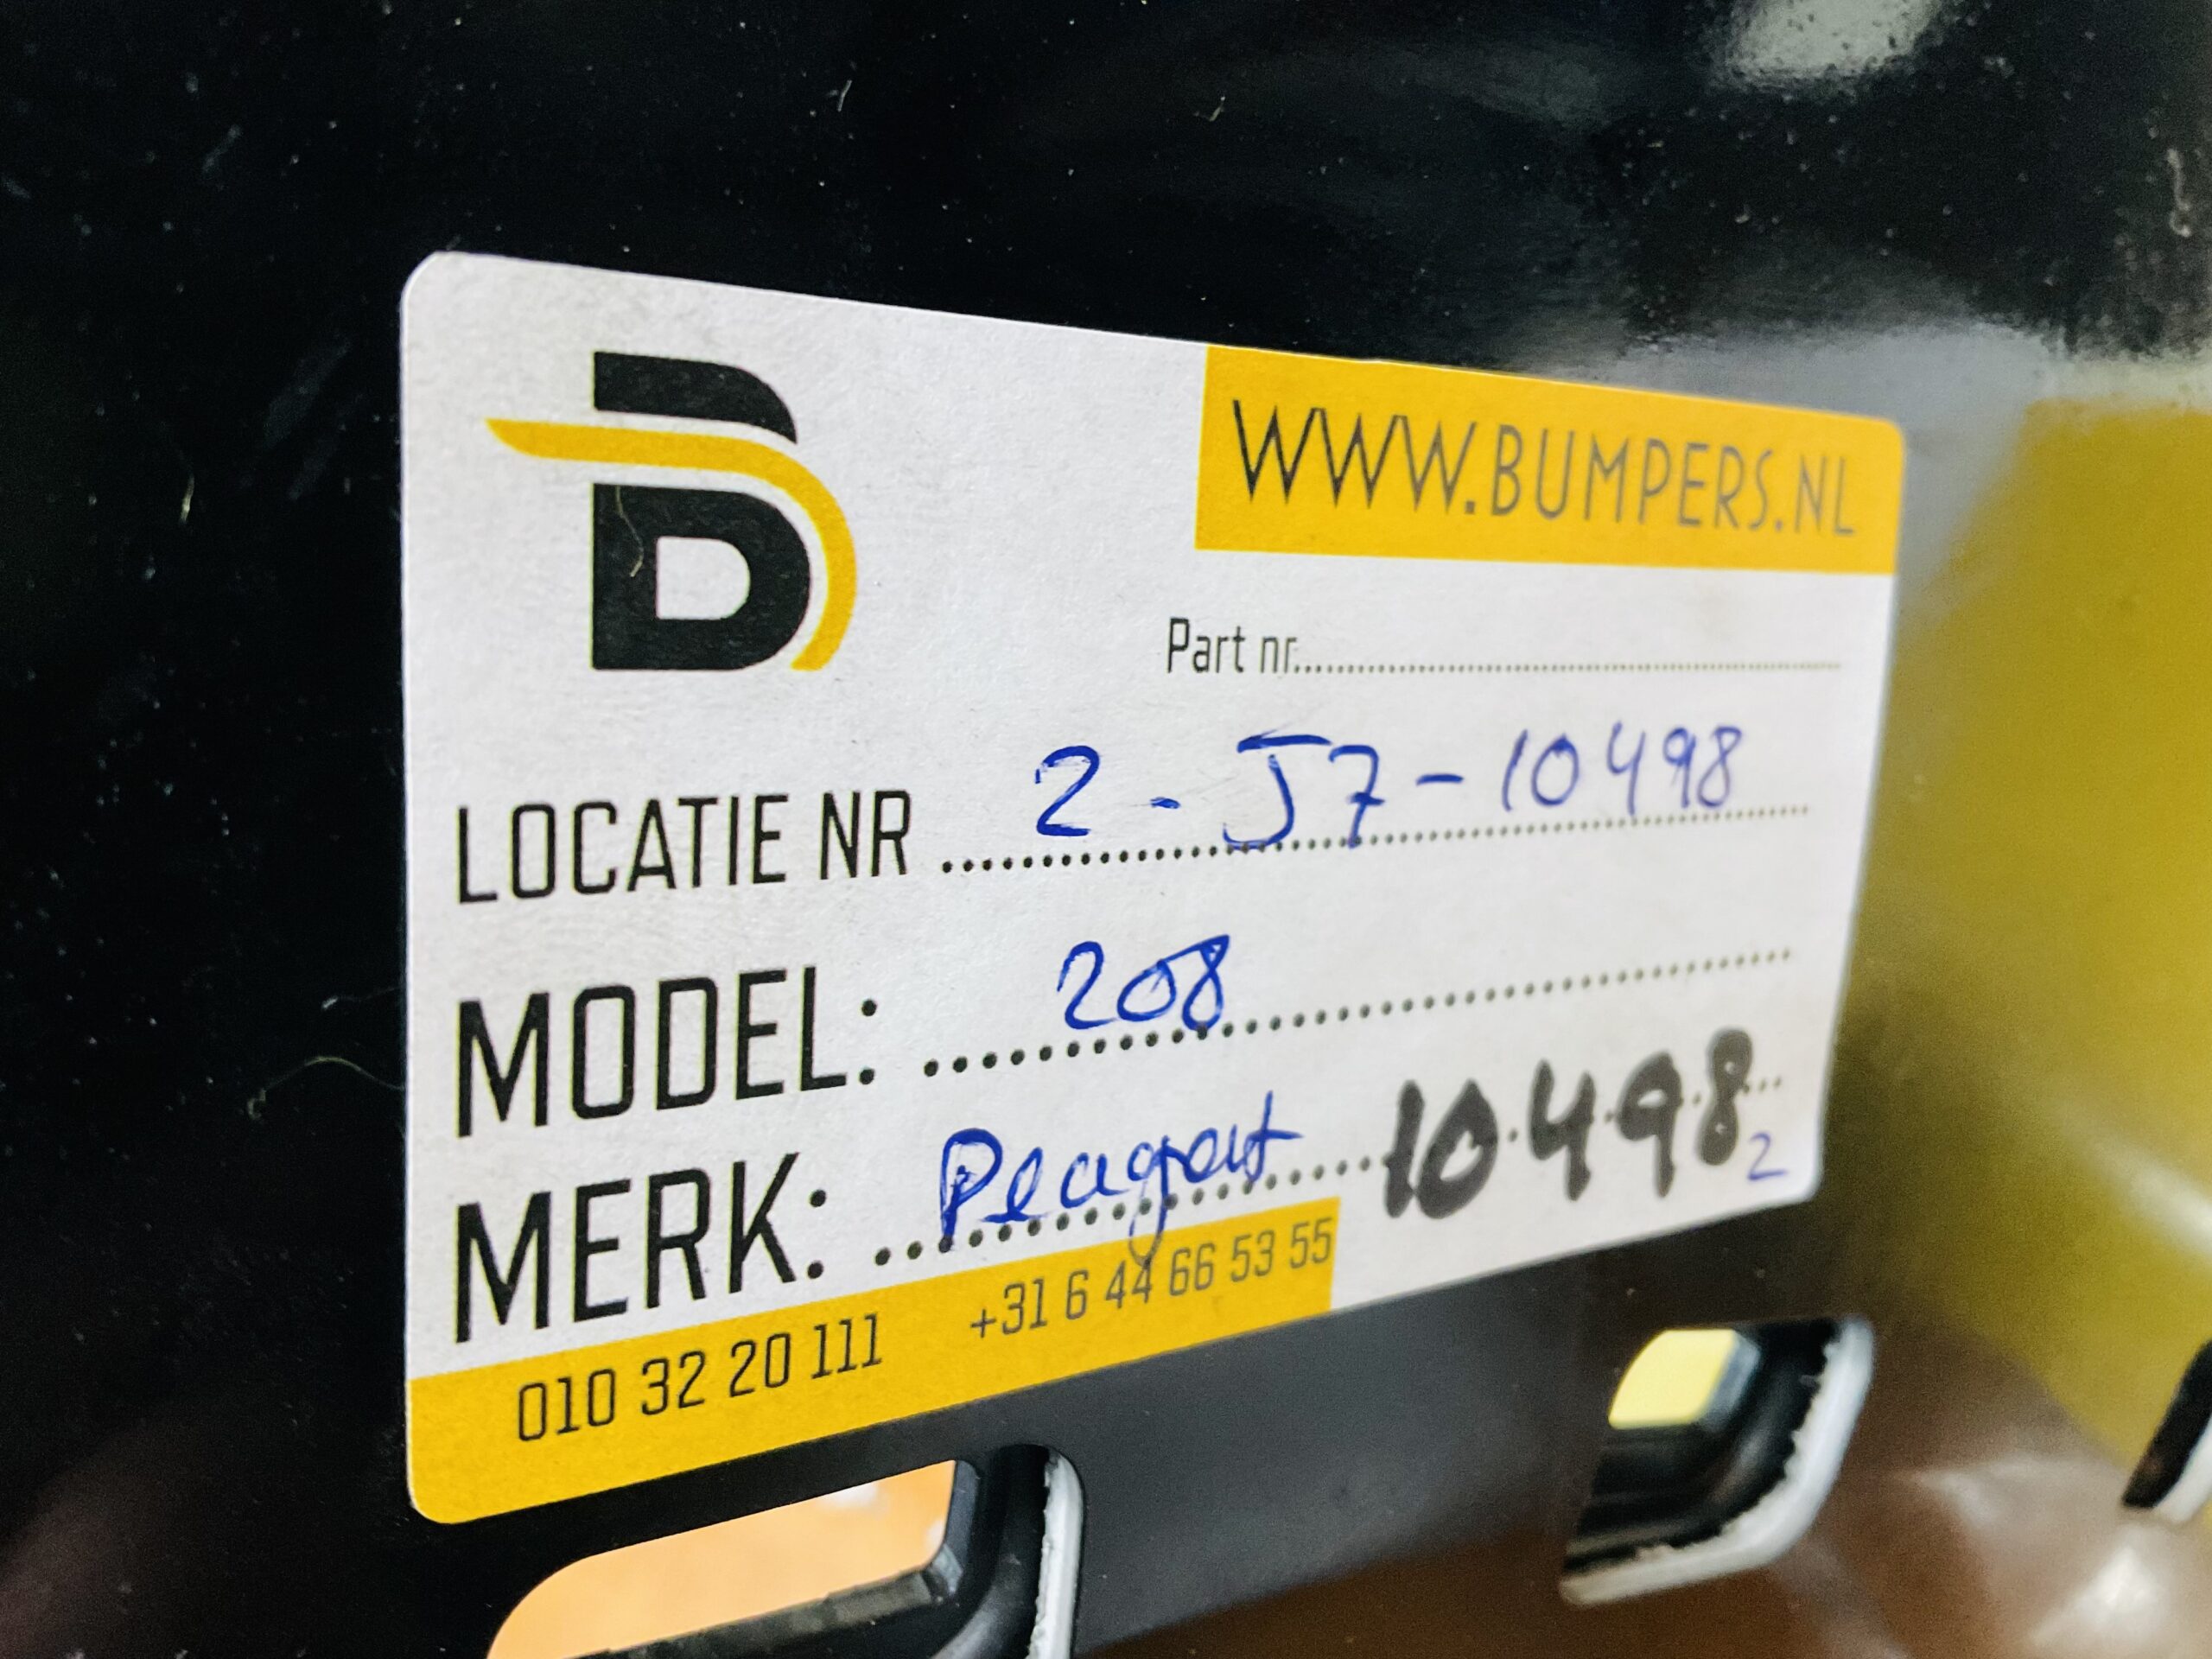 B
WWW.BUMPERS.NL
Part nr.
LOCATIE NR 2 - J7 - 10498
MODEL: 208
MERK: Peagout 10498 2
010 32 20 111 +31 6 44 66 53 55